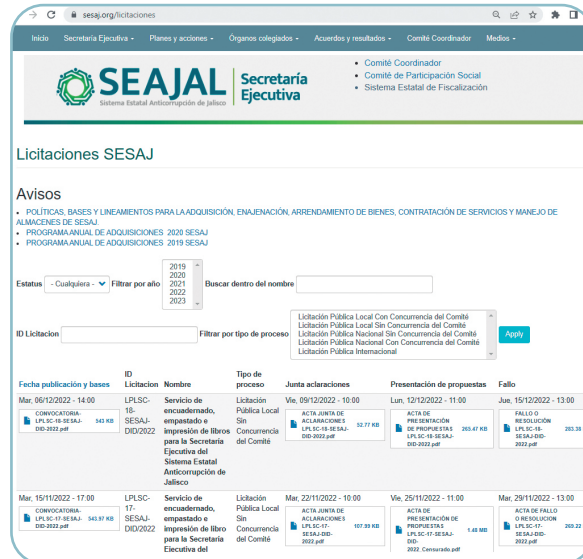 sesaj.org/licitaciones
Inicio Secretaría Ejecutiva Planes y acciones Órganos colegiados Acuerdos y resultados Comité Coordinador Medios
SEAJAL
Sistema Estatal Anticorrupción de Jalisco
Secretaría
Ejecutiva
• Comité Coordinador
• Comité de Participación Social
• Sistema Estatal de Fiscalización
Licitaciones SESAJ
Avisos
• POLÍTICAS, BASES Y LINEAMIENTOS PARA LA ADQUISICIÓN, ENAJENACIÓN, ARRENDAMIENTO DE BIENES, CONTRATACIÓN DE SERVICIOS Y MANEJO DE
ALMACENES DE SESAJ.
• PROGRAMA ANUAL DE ADQUISICIONES 2020 SESAJ
• PROGRAMA ANUAL DE ADQUISICIONES 2019 SESAJ
Estatus - Cualquiera - Filtrar por año
2019
2020
2021
2022
2023
Buscar dentro del nombre
ID Licitacion
Filtrar por tipo de proceso
Licitación Pública Local Con Concurrencia del Comité
Licitación Pública Local Sin Concurrencia del Comité
Licitación Pública Nacional Sin Concurrencia del Comité
Licitación Pública Nacional Con Concurrencia del Comité
Licitación Pública Internacional
Apply
Fecha publicación y bases
ID
Licitacion
Nombre
Tipo de
proceso
Junta aclaraciones
Presentación de propuestas
Fallo
Mar, 06/12/2022 - 14:00
CONVOCATORIA-
LPLSC-18-SESAJ-
DID-2022.pdf
543 KB
LPLSC-
18-
SESAJ-
DID/2022
Servicio de
encuadernado,
empastado e
impresión de libros
para la Secretaría
Ejecutiva del
Sistema Estatal
Anticorrupción de
Jalisco
Licitación
Pública Local
Sin
Concurrencia
del Comité
Vie, 09/12/2022 - 10:00
ACTA JUNTA DE
ACLARACIONES
LPLSC-18-SESAJ-
DID-2022.pdf
52.77 KB
Lun, 12/12/2022 - 11:00
ACTA DE
PRESENTACIÓN
DE PROPUESTAS
LPLSC-18-SESAJ-
DID-2022.pdf
263.47 KB
Jue, 15/12/2022 - 13:00
FALLO O
RESOLUCIÓN
LPLSC-18-
SESAJ-DID-
2022.pdf
283.38
Mar, 15/11/2022 - 17:00
CONVOCATORIA-
LPLSC-17-SESAJ-
DID-2022.pdf
543.97 KB
LPLSC-
17-
SESAJ-
DID/2022
Servicio de
encuadernado,
empastado e
impresión de libro
para la Secretaría
Ejecutiva del
Licitación
Pública Local
Sin
Concurrencia
del Comité
Mar, 22/11/2022 - 10:00
ACTA JUNTA DE
ACLARACIONES
LPLSC-17-
SESAJ-DID-
2022.pdf
107.99 KB
Vie, 25/11/2022 - 11:00
ACTA DE
PRESENTACIÓN DE
PROPUESTAS
LPLSC-17-SESAJ-
DID-
2022_Censurado.pdf
1.48 MB
Mar, 29/11/2022 - 13:00
ACTA DE FALLO
O RESOLUCION
LPLSC-17-
SESAJ-DID-
2022.pdf
269.22